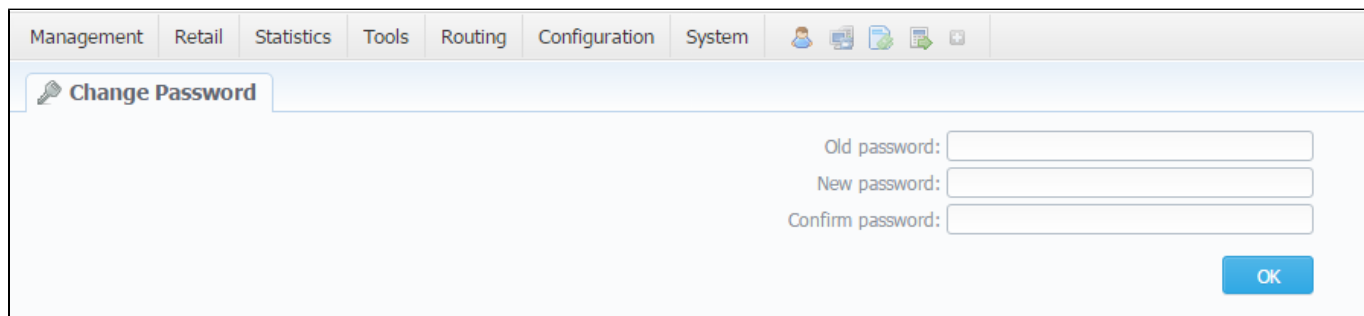 Management Retail Statistics Tools Routing Configuration System
Change Password
Old password:
New password:
Confirm password:
OK